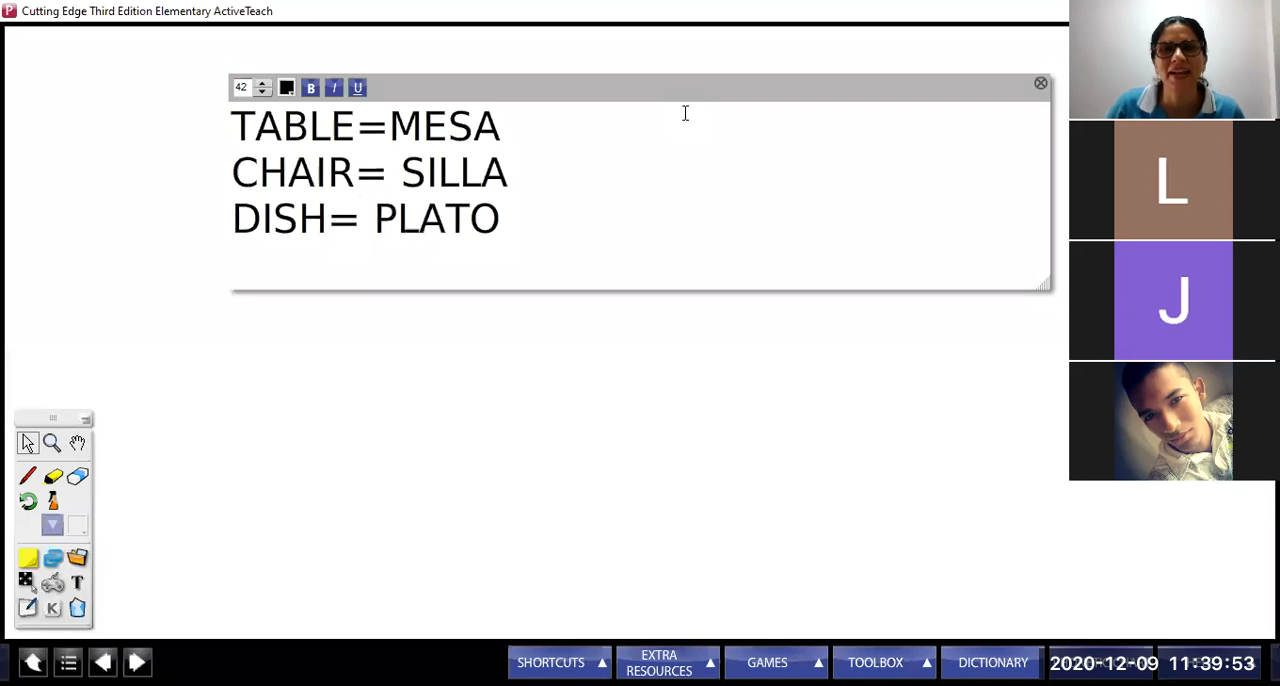 Cutting Edge Third Edition Elementary ActiveTeach
42
B I U
TABLE=MESA
CHAIR= SILLA
DISH= PLATO
L
J
T
K
SHORTCUTS
EXTRA
RESOURCES
GAMES
TOOLBOX
DICTIONARY
2020-12-09 11:39:53